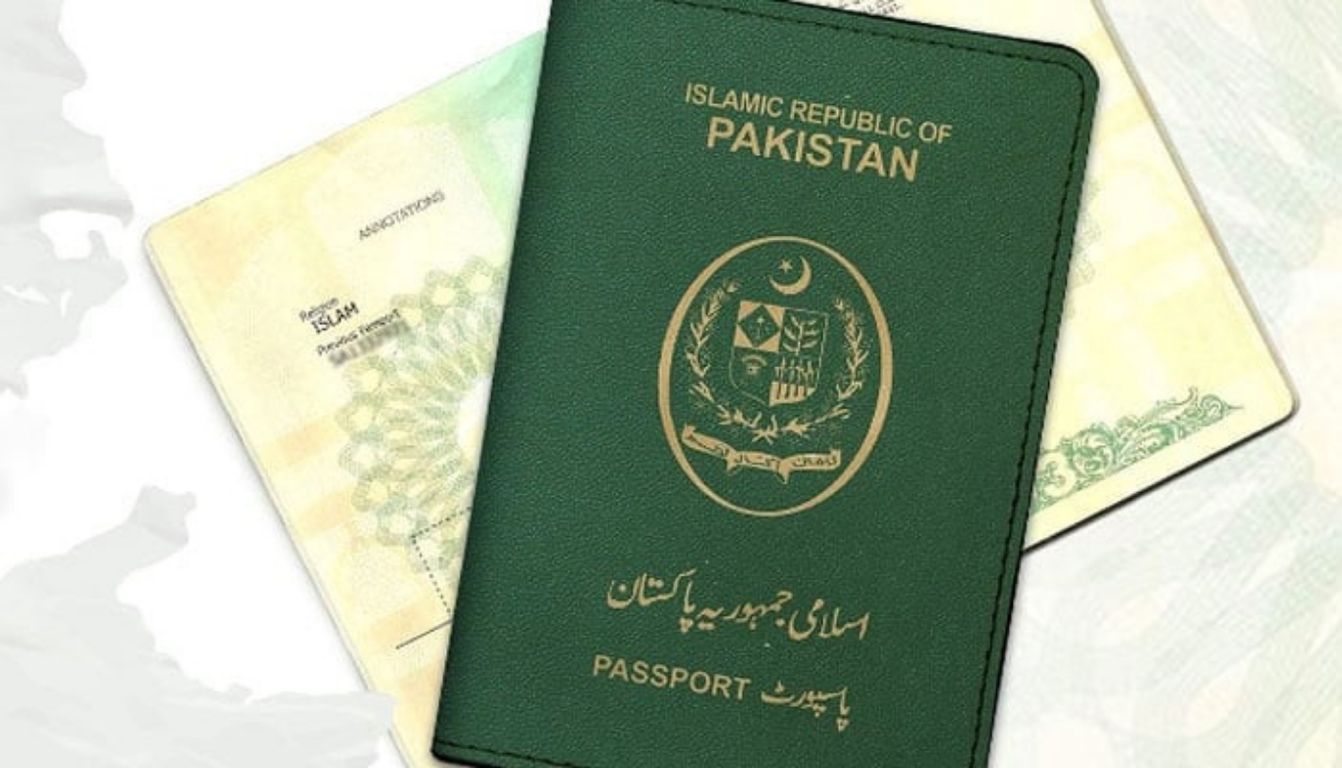 ISLAMIC REPUBLIC OF
PAKISTAN
ANNOTATIONS
Religion
ISLAM
Previous Passport
اسلامی جمہوریہ پاکستان
PASSPORT پاسپورٹ